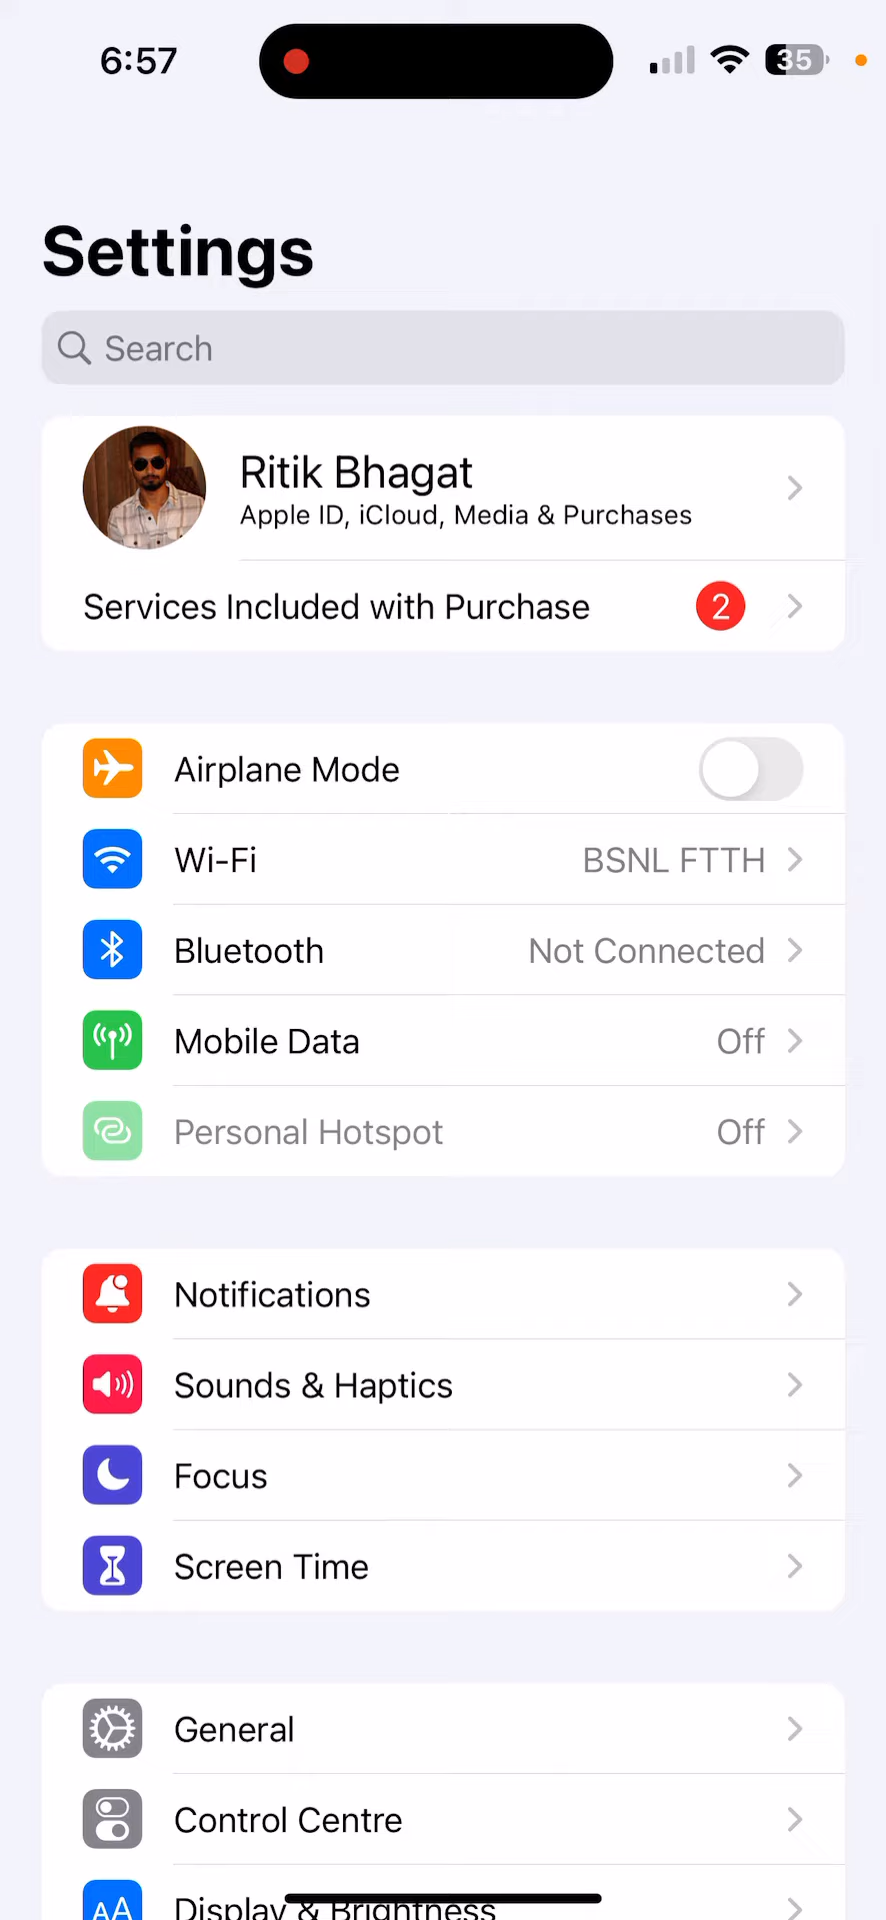 6:57
35
Settings
Search
Ritik Bhagat
Apple ID, iCloud, Media & Purchases
Services Included with Purchase 2
Airplane Mode
Wi-Fi BSNL FTTH
Bluetooth Not Connected
Mobile Data Off
Personal Hotspot Off
Notifications
Sounds & Haptics
Focus
Screen Time
General
Control Centre
AA Display & Brightness